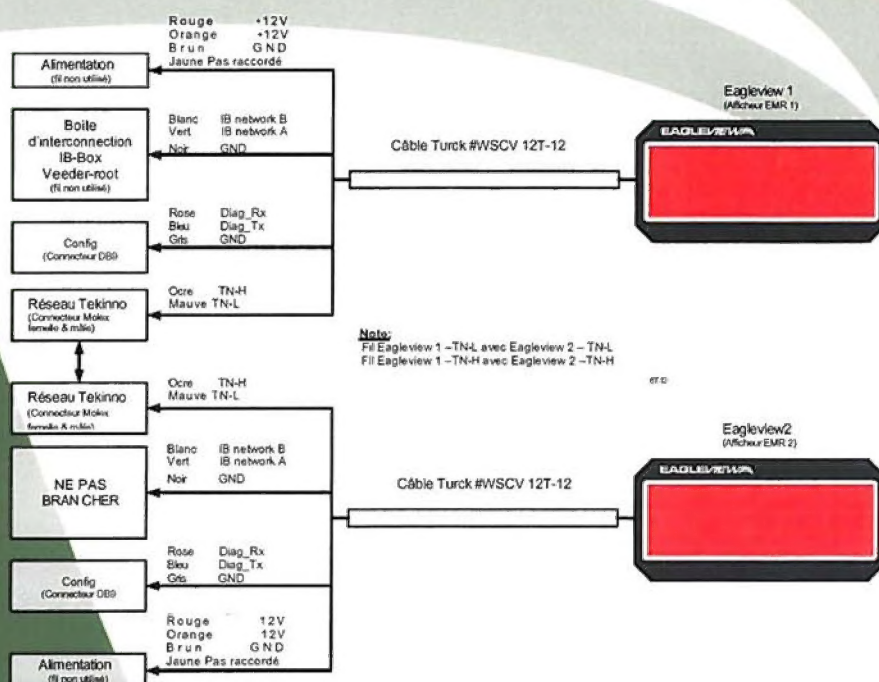 Rouge +12V
Orange +12V
Brun GND
Jaune Pas raccordé
Alimentation
(fil non utilisé)
Blanc IB network B
Vert IB network A
Noir GND
Boite
d'interconnection
IB-Box
Veeder-root
(fil non utilisé)
Rose Diag_Rx
Bleu Diag_Tx
Gris GND
Config
(Connecteur DB9
Ocre TN-H
Mauve TN-L
Réseau Tekinno
(Connecteur Molex
femelle & mâle)
Câble Turck #WSCV 12T-12
Eagleview 1
(Afficheur EMR 1)
EAGLEVIEW
Note:
Fil Eagleview 1 –TN-L avec Eagleview 2 – TN-L
Fil Eagleview 1 –TN-H avec Eagleview 2 –TN-H
Ocre TN-H
Mauve TN-L
Réseau Tekinno
(Connecteur Molex
femelle & mâle)
Blanc IB network B
Vert IB network A
Noir GND
NE PAS
BRANCHER
Rose Diag_Rx
Bleu Diag_Tx
Gris GND
Config
(Connecteur DB9
Rouge 12V
Orange 12V
Brun GND
Jaune Pas raccordé
Alimentation
(fil non utilisé)
Câble Turck #WSCV 12T-12
Eagleview2
(Afficheur EMR 2)
EAGLEVIEW